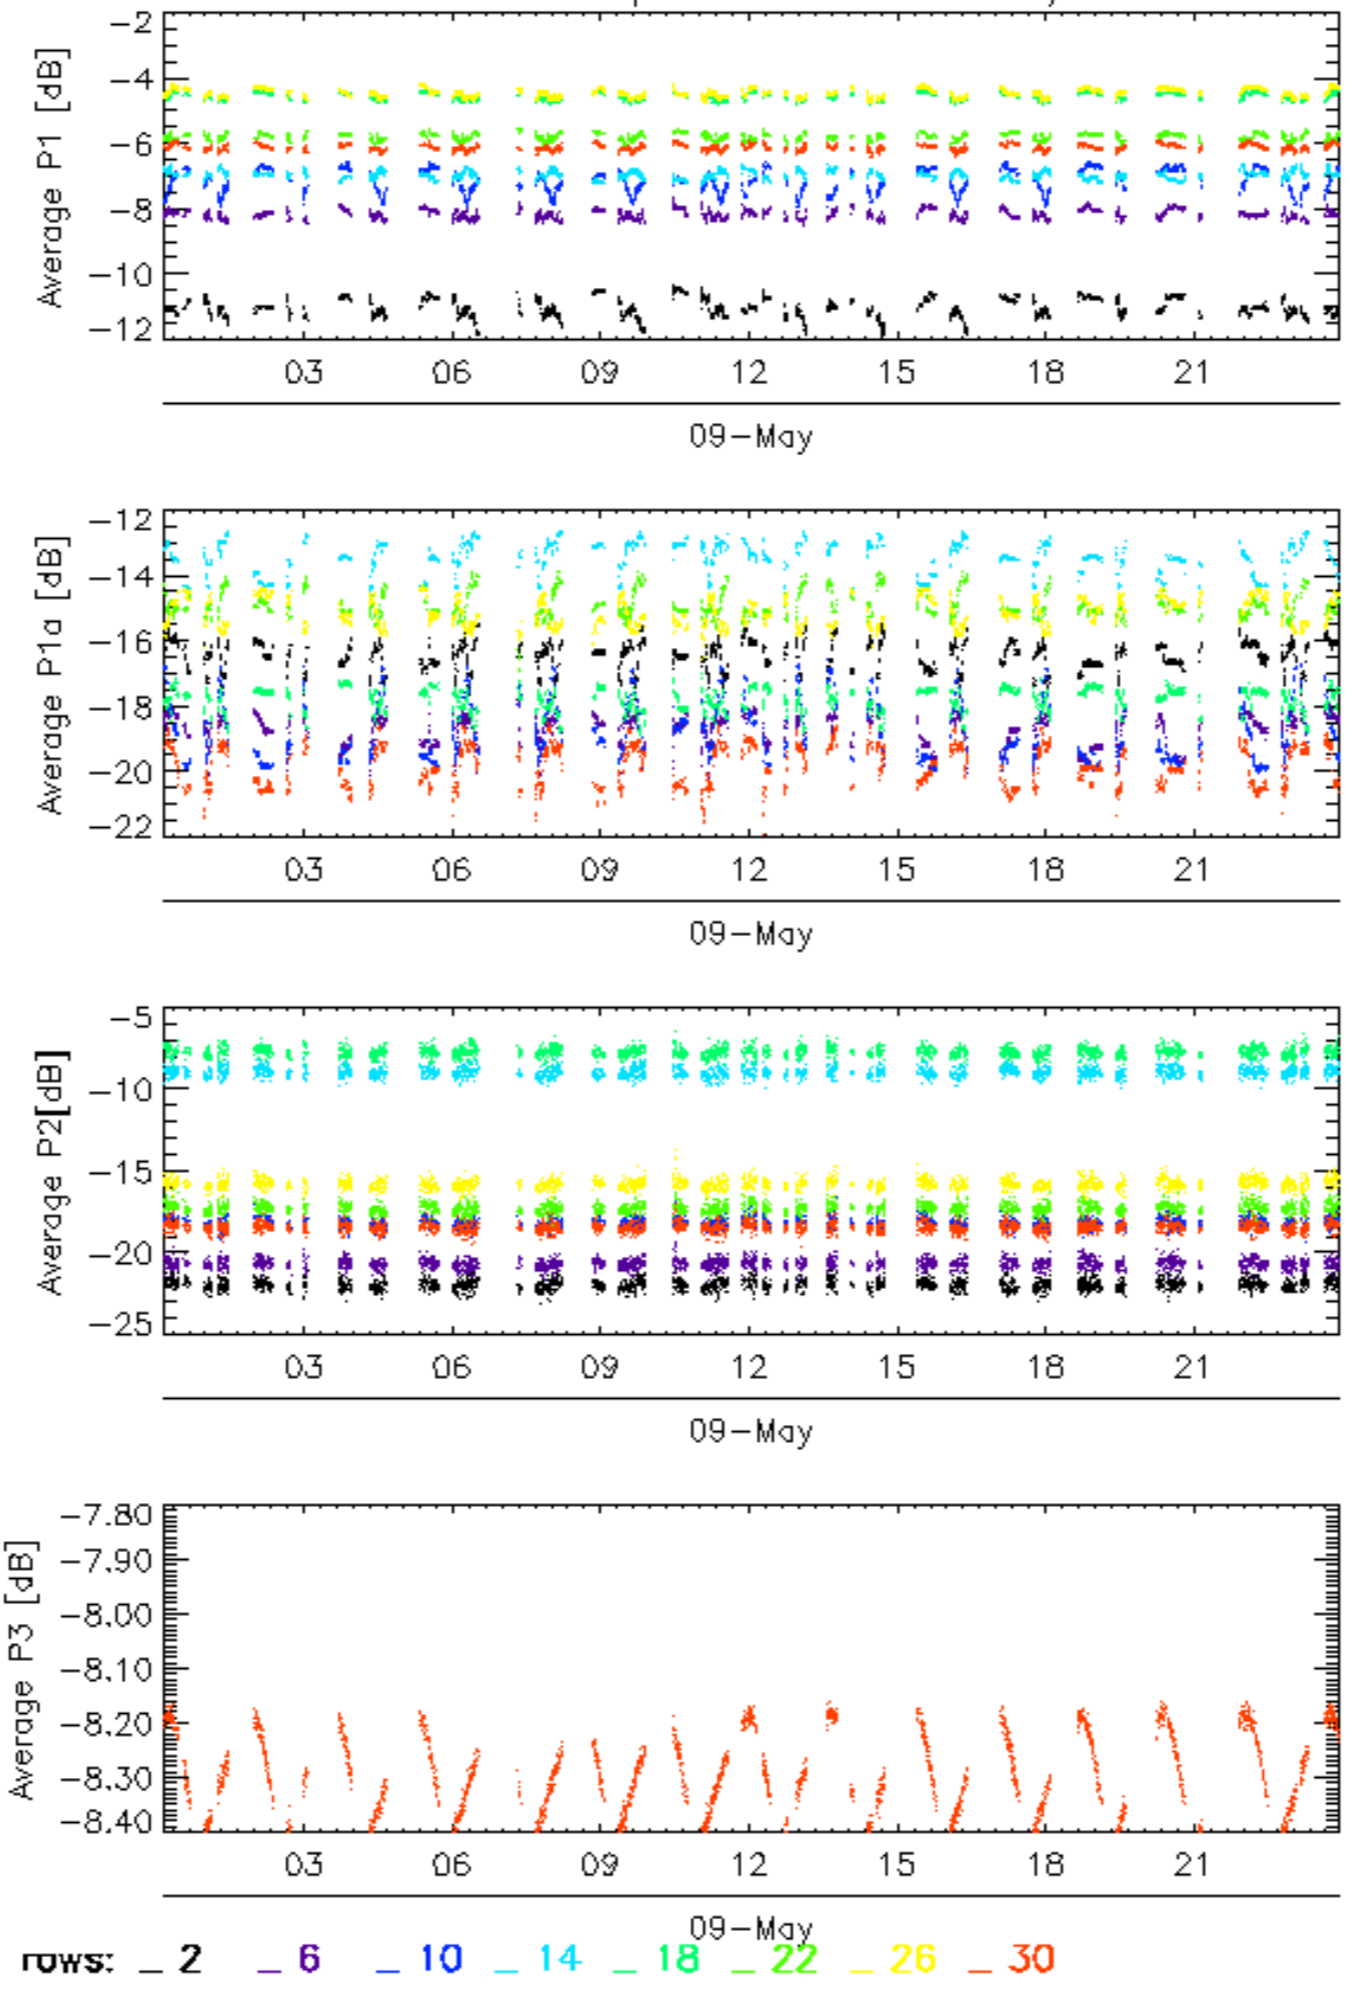 -2
-4
-6
-8
-10
-12
Average P1 [dB]
03 06 09 12 15 18 21
09-May
-12
-14
-16
-18
-20
-22
Average P1a [dB]
03 06 09 12 15 18 21
09-May
-5
-10
-15
-20
-25
Average P2[dB]
03 06 09 12 15 18 21
09-May
-7.80
-7.90
-8.00
-8.10
-8.20
-8.30
-8.40
Average P3 [dB]
03 06 09 12 15 18 21
09-May
rows: _ 2 _ 6 _ 10 _ 14 _ 18 _ 22 _ 26 _ 30